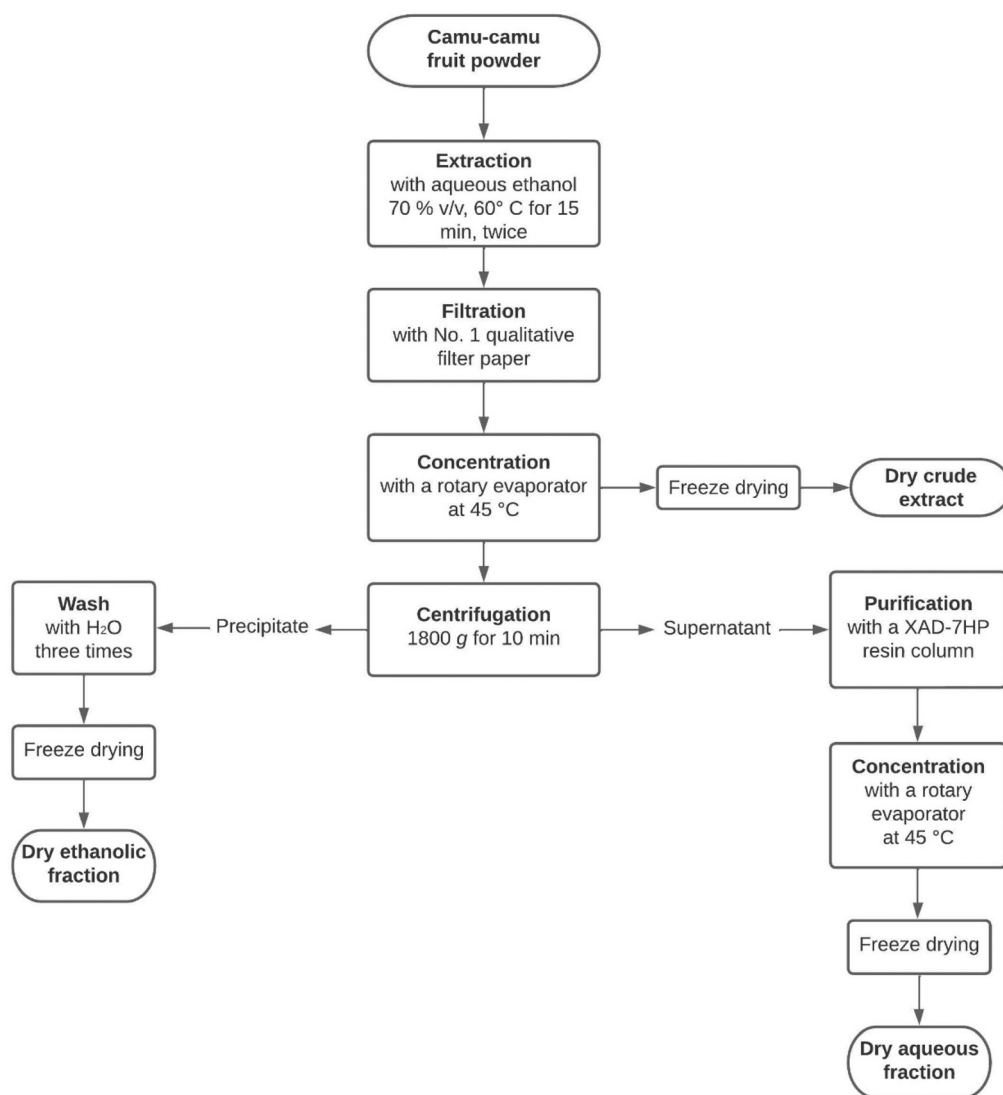 Camu-camu
fruit powder
Extraction
with aqueous ethanol
70 % v/v, 60° C for 15
min, twice
Filtration
with No. 1 qualitative
filter paper
Concentration
with a rotary evaporator
at 45 °C
Freeze drying
Dry crude
extract
Centrifugation
1800 g for 10 min
Precipitate
Wash
with H₂O
three times
Freeze drying
Dry ethanolic
fraction
Supernatant
Purification
with a XAD-7HP
resin column
Concentration
with a rotary
evaporator
at 45 °C
Freeze drying
Dry aqueous
fraction